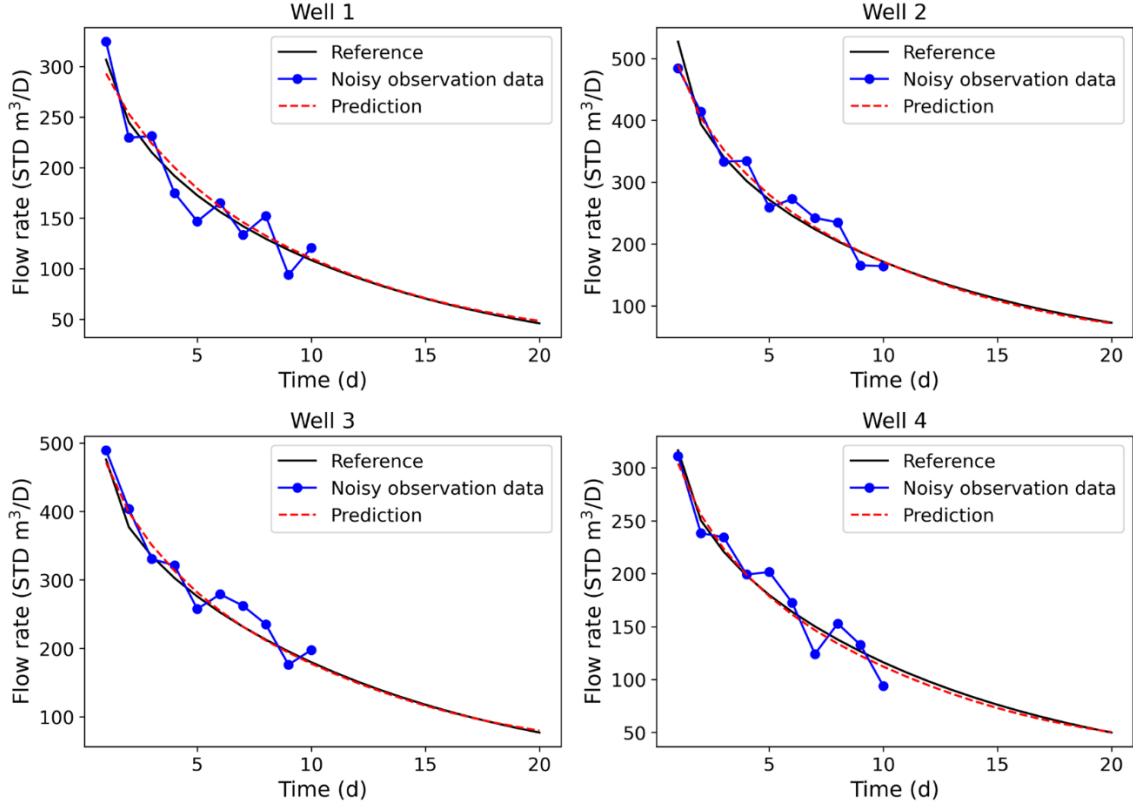 Well 1
Flow rate (STD m³/D)
300
250
200
150
100
50
Reference
Noisy observation data
Prediction
5 10 15 20
Time (d)
Well 2
Flow rate (STD m³/D)
500
400
300
200
100
Reference
Noisy observation data
Prediction
5 10 15 20
Time (d)
Well 3
Flow rate (STD m³/D)
500
400
300
200
100
Reference
Noisy observation data
Prediction
5 10 15 20
Time (d)
Well 4
Flow rate (STD m³/D)
300
250
200
150
100
50
Reference
Noisy observation data
Prediction
5 10 15 20
Time (d)